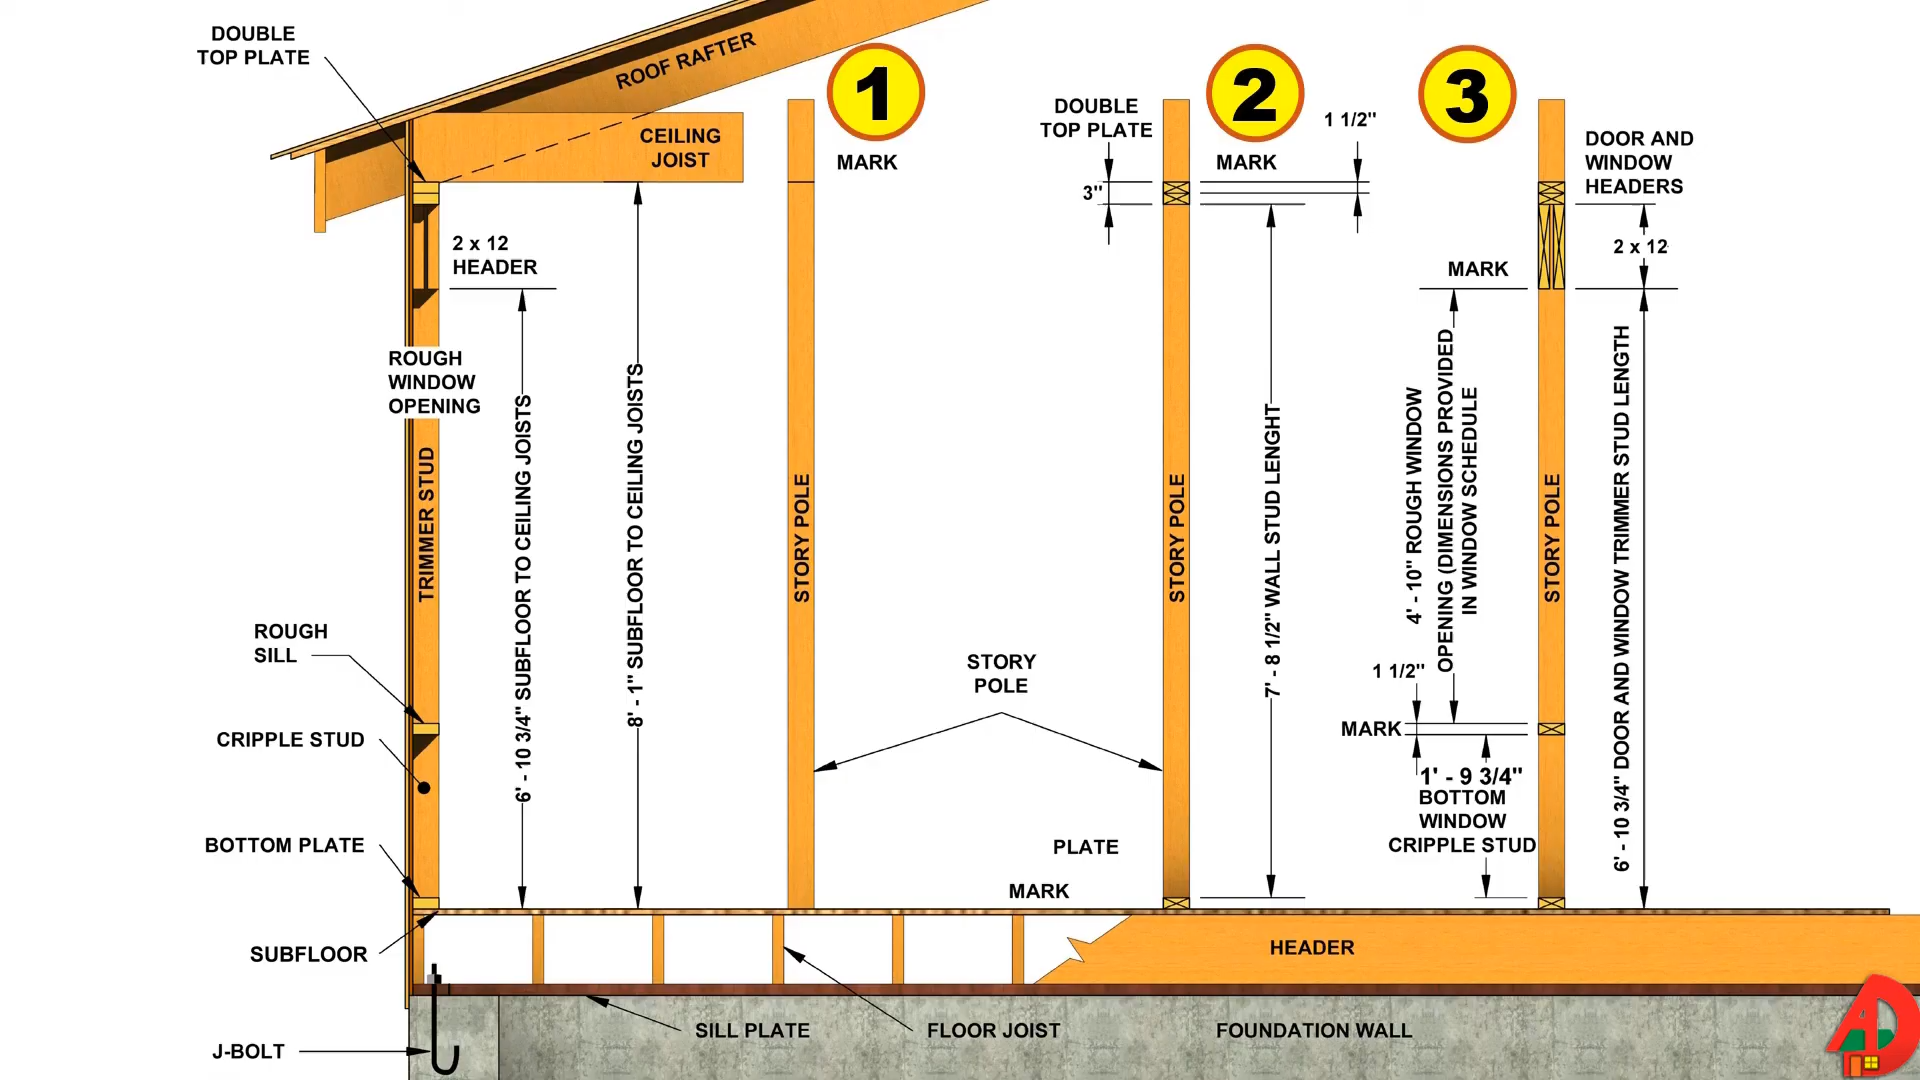 DOUBLE
TOP PLATE
ROOF RAFTER
CEILING
JOIST
1
MARK
DOUBLE
TOP PLATE
3"
2
MARK
1 1/2"
3
DOOR AND
WINDOW
HEADERS
2 x 12
2 x 12
HEADER
MARK
ROUGH
WINDOW
OPENING
TRIMMER STUD
6' - 10 3/4" SUBFLOOR TO CEILING JOISTS
8' - 1" SUBFLOOR TO CEILING JOISTS
STORY POLE
STORY POLE
7' - 8 1/2" WALL STUD LENGHT
4' - 10" ROUGH WINDOW
OPENING (DIMENSIONS PROVIDED
IN WINDOW SCHEDULE
STORY POLE
6' - 10 3/4" DOOR AND WINDOW TRIMMER STUD LENGTH
ROUGH
SILL
STORY
POLE
1 1/2"
MARK
CRIPPLE STUD
1' - 9 3/4"
BOTTOM
WINDOW
CRIPPLE STUD
BOTTOM PLATE
PLATE
MARK
SUBFLOOR
HEADER
J-BOLT
SILL PLATE
FLOOR JOIST
FOUNDATION WALL
AD